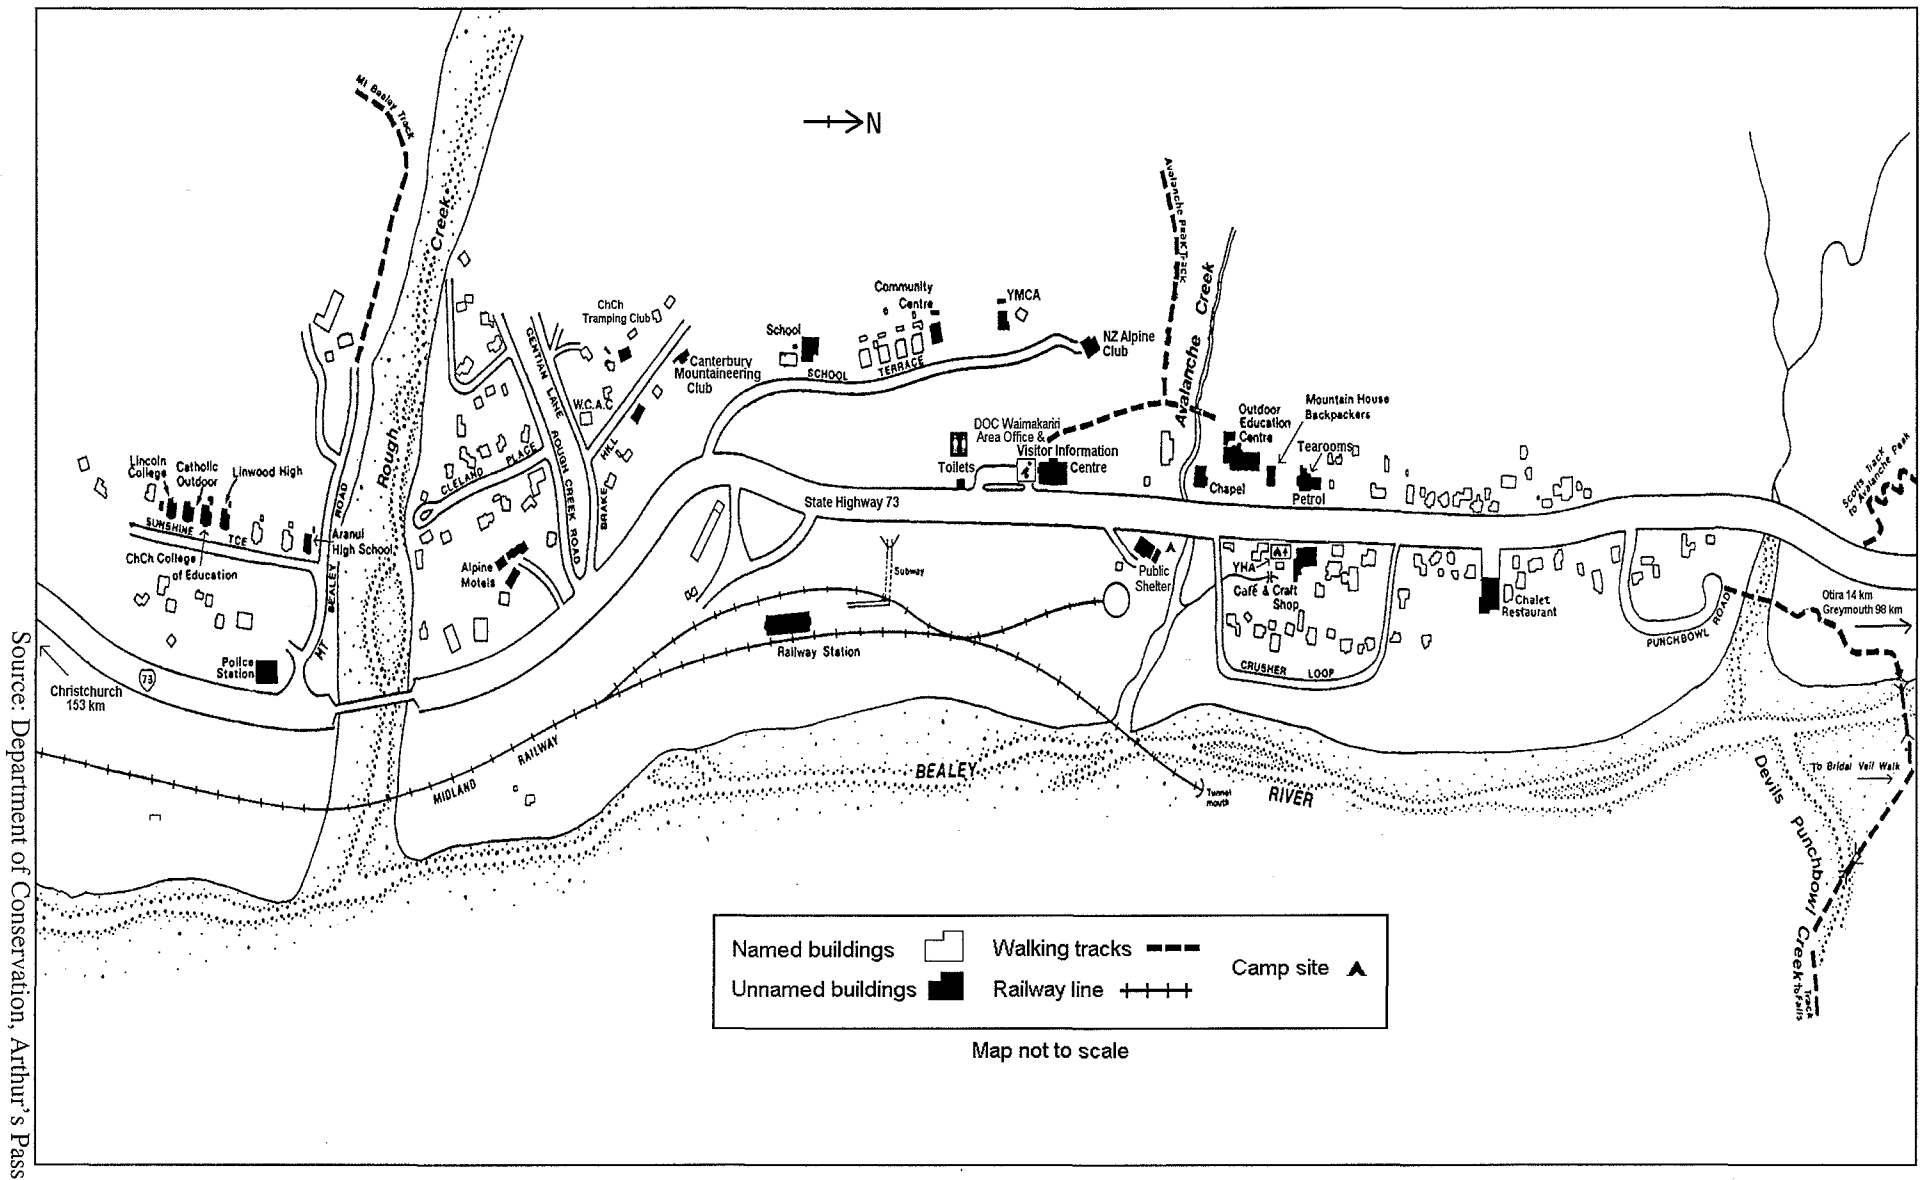 Mt Bealey Track
Rough Creek
N
Avalanche Peak Track
Avalanche Creek
ChCh
Tramping Club
Community
Centre
YMCA
School
NZ Alpine
Club
SCHOOL TERRACE
Canterbury
Mountaineering
Club
GENTIAN LANE
W.C.A.C
ROUGH CREEK ROAD
BRAKE
CLELAND PLACE
DOC Waimakariri
Area Office &
Visitor Information
Centre
Toilets
Outdoor
Education
Centre
Mountain House
Backpackers
Tearooms
Petrol
Chapel
Scotts Track
to Avalanche Peak
Lincoln
College
Catholic
Outdoor
Linwood High
SUNSHINE TCE
ChCh College
of Education
Aranui
High School
MT BEALEY ROAD
State Highway 73
Alpine
Motels
Subway
Public
Shelter
YHA
Café & Craft
Shop
Chalet
Restaurant
PUNCHBOWL ROAD
Otira 14 km
Greymouth 98 km
CRUSHER LOOP
Railway Station
Police
Station
73
Christchurch
153 km
MIDLAND RAILWAY
BEALEY RIVER
Tunnel
mouth
To Bridal Veil Walk
Devils Punchbowl Creek
Track
to Falls
Named buildings
Unnamed buildings
Walking tracks
Railway line
Camp site
Map not to scale
Source: Department of Conservation, Arthur's Pass